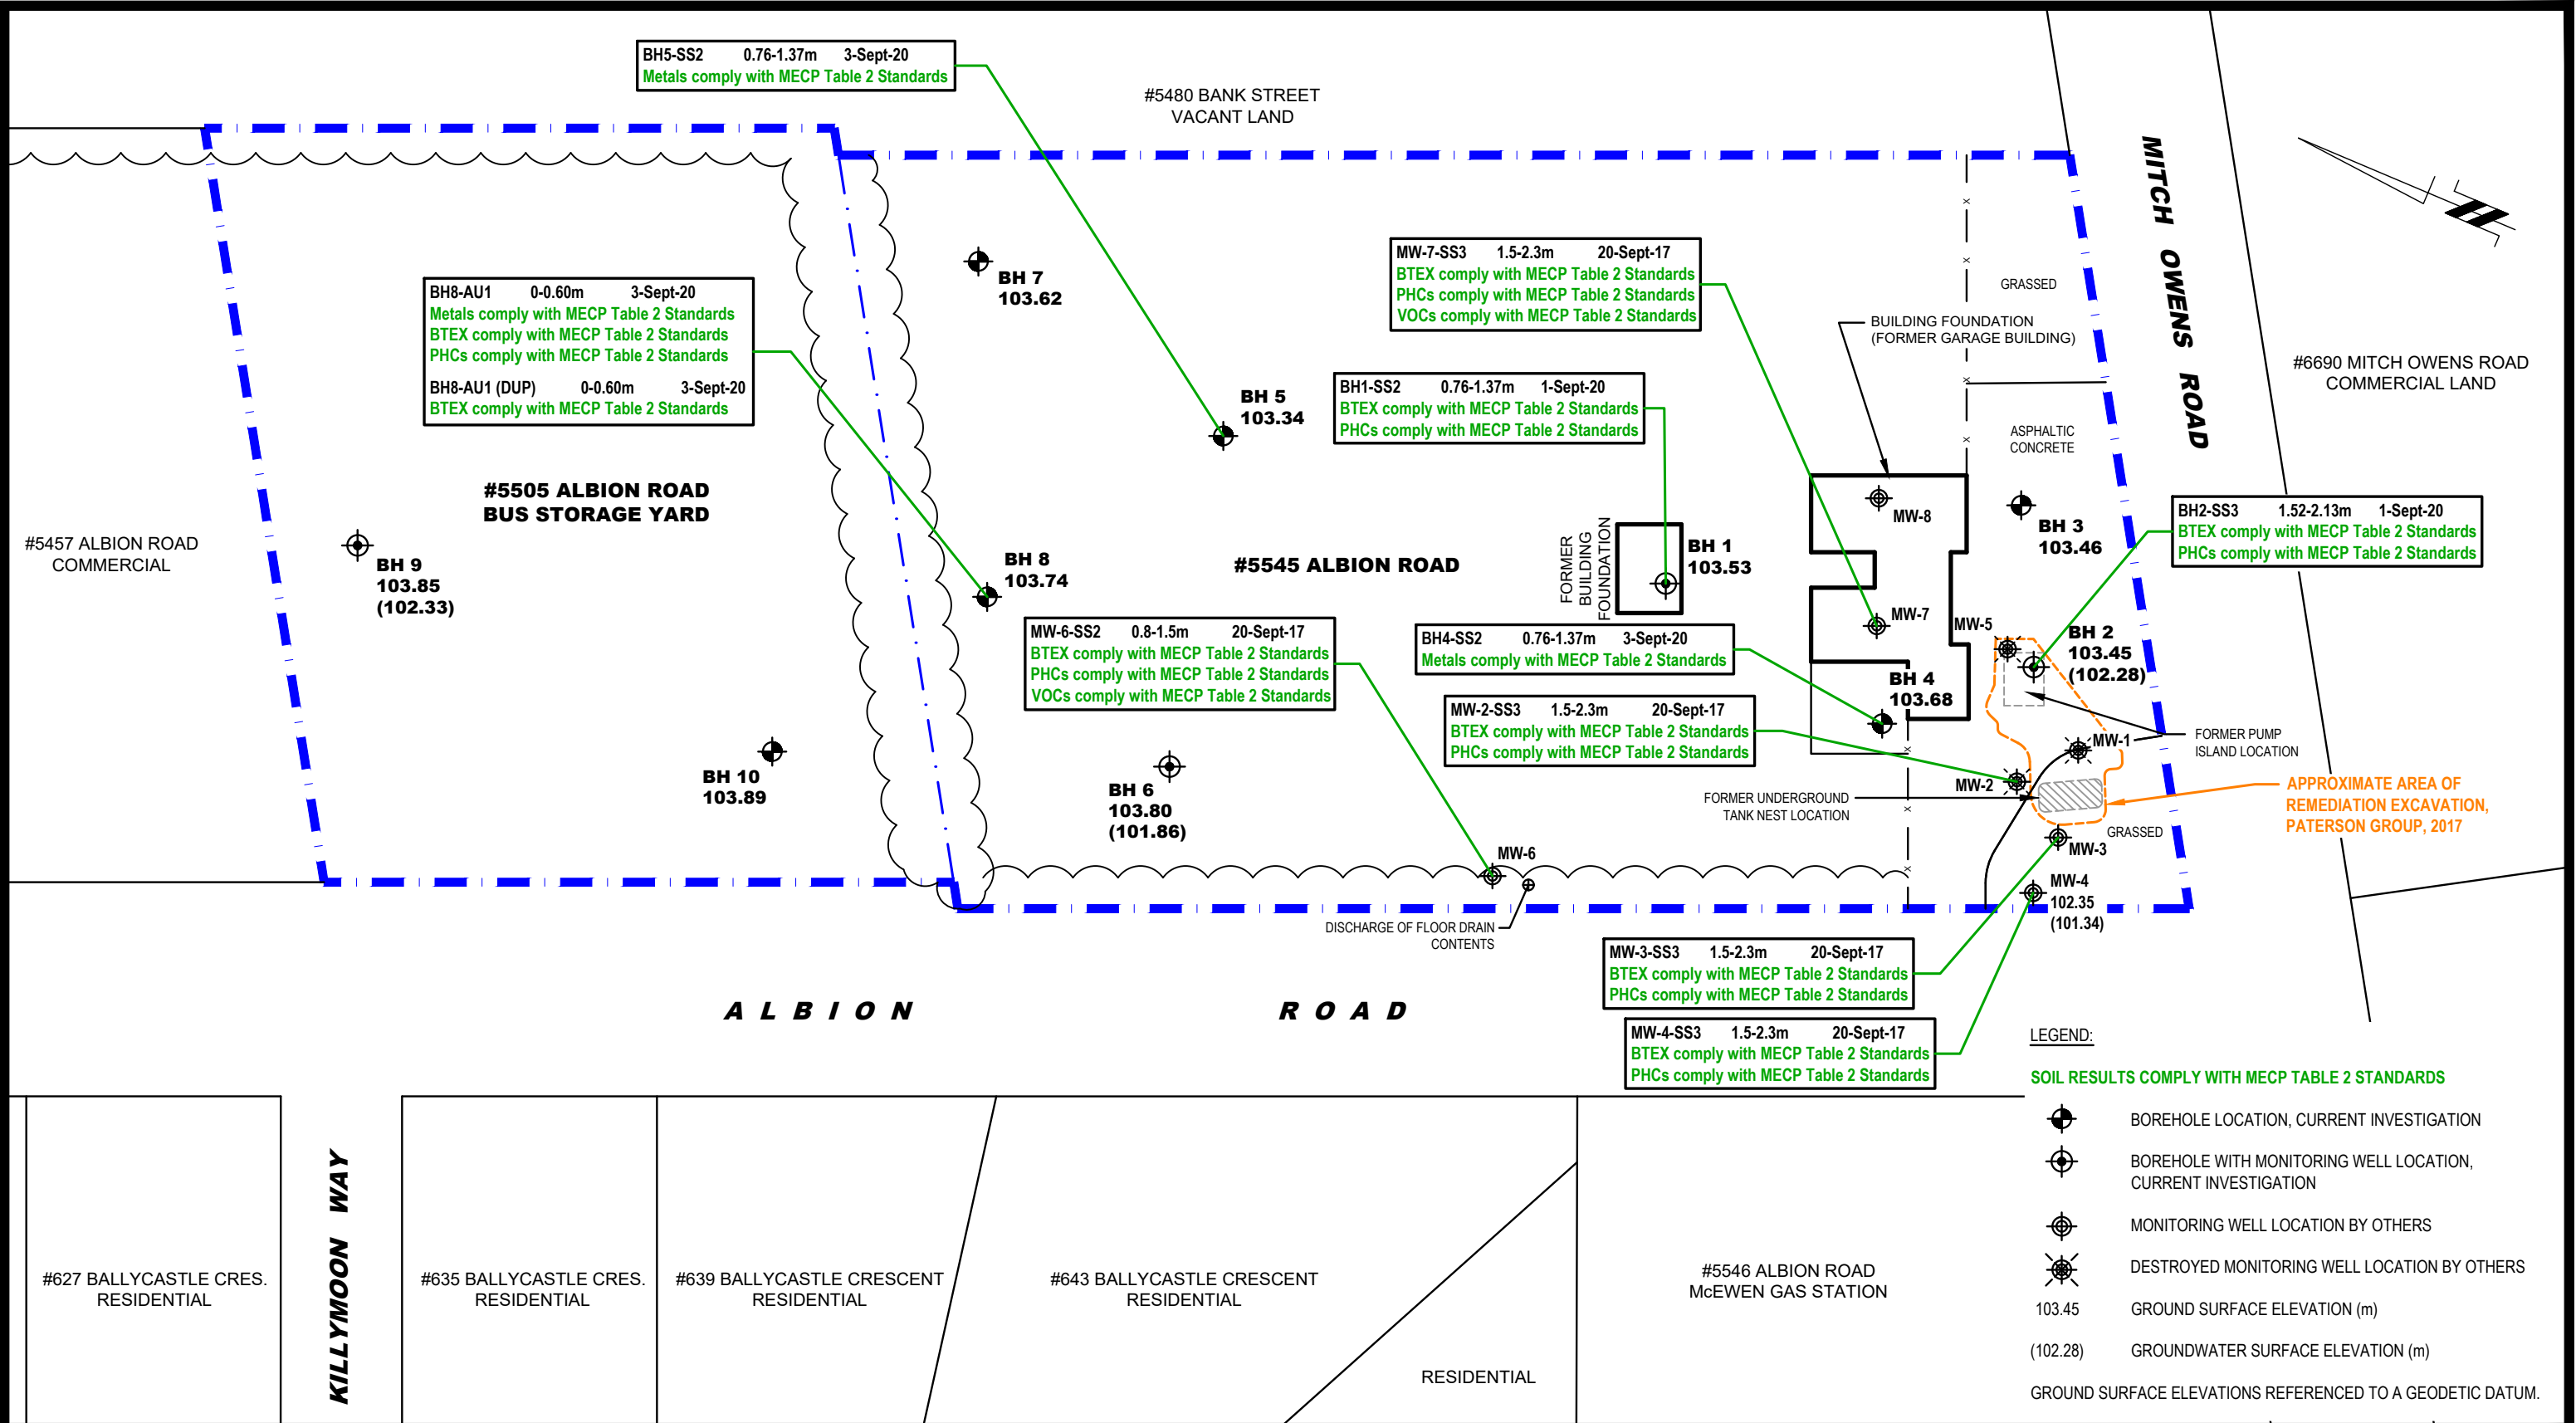 BH5-SS2 0.76-1.37m 3-Sept-20
Metals comply with MECP Table 2 Standards
#5480 BANK STREET
VACANT LAND
MITCH OWENS ROAD
MW-7-SS3 1.5-2.3m 20-Sept-17
BTEX comply with MECP Table 2 Standards
PHCs comply with MECP Table 2 Standards
VOCs comply with MECP Table 2 Standards
BH 7
103.62
GRASSED
BH8-AU1 0-0.60m 3-Sept-20
Metals comply with MECP Table 2 Standards
BTEX comply with MECP Table 2 Standards
PHCs comply with MECP Table 2 Standards
BH8-AU1 (DUP) 0-0.60m 3-Sept-20
BTEX comply with MECP Table 2 Standards
BUILDING FOUNDATION
(FORMER GARAGE BUILDING)
#6690 MITCH OWENS ROAD
COMMERCIAL LAND
BH 5
103.34
BH1-SS2 0.76-1.37m 1-Sept-20
BTEX comply with MECP Table 2 Standards
PHCs comply with MECP Table 2 Standards
ASPHALTIC
CONCRETE
#5505 ALBION ROAD
BUS STORAGE YARD
MW-8
BH 3
103.46
BH2-SS3 1.52-2.13m 1-Sept-20
BTEX comply with MECP Table 2 Standards
PHCs comply with MECP Table 2 Standards
#5457 ALBION ROAD
COMMERCIAL
BH 9
103.85
(102.33)
BH 8
103.74
#5545 ALBION ROAD
FORMER
BUILDING
FOUNDATION
BH 1
103.53
MW-7
MW-5
BH 2
103.45
(102.28)
MW-6-SS2 0.8-1.5m 20-Sept-17
BTEX comply with MECP Table 2 Standards
PHCs comply with MECP Table 2 Standards
VOCs comply with MECP Table 2 Standards
BH4-SS2 0.76-1.37m 3-Sept-20
Metals comply with MECP Table 2 Standards
BH 4
103.68
MW-2-SS3 1.5-2.3m 20-Sept-17
BTEX comply with MECP Table 2 Standards
PHCs comply with MECP Table 2 Standards
MW-1
FORMER PUMP
ISLAND LOCATION
BH 10
103.89
BH 6
103.80
(101.86)
MW-2
FORMER UNDERGROUND
TANK NEST LOCATION
APPROXIMATE AREA OF
REMEDIATION EXCAVATION,
PATERSON GROUP, 2017
GRASSED
MW-3
MW-6
MW-4
102.35
(101.34)
DISCHARGE OF FLOOR DRAIN
CONTENTS
MW-3-SS3 1.5-2.3m 20-Sept-17
BTEX comply with MECP Table 2 Standards
PHCs comply with MECP Table 2 Standards
ALBION ROAD
MW-4-SS3 1.5-2.3m 20-Sept-17
BTEX comply with MECP Table 2 Standards
PHCs comply with MECP Table 2 Standards
LEGEND:
SOIL RESULTS COMPLY WITH MECP TABLE 2 STANDARDS
BOREHOLE LOCATION, CURRENT INVESTIGATION
BOREHOLE WITH MONITORING WELL LOCATION,
CURRENT INVESTIGATION
MONITORING WELL LOCATION BY OTHERS
DESTROYED MONITORING WELL LOCATION BY OTHERS
103.45 GROUND SURFACE ELEVATION (m)
(102.28) GROUNDWATER SURFACE ELEVATION (m)
GROUND SURFACE ELEVATIONS REFERENCED TO A GEODETIC DATUM.
#627 BALLYCASTLE CRES.
RESIDENTIAL
KILLYMOON WAY
#635 BALLYCASTLE CRES.
RESIDENTIAL
#639 BALLYCASTLE CRESCENT
RESIDENTIAL
#643 BALLYCASTLE CRESCENT
RESIDENTIAL
RESIDENTIAL
#5546 ALBION ROAD
McEWEN GAS STATION